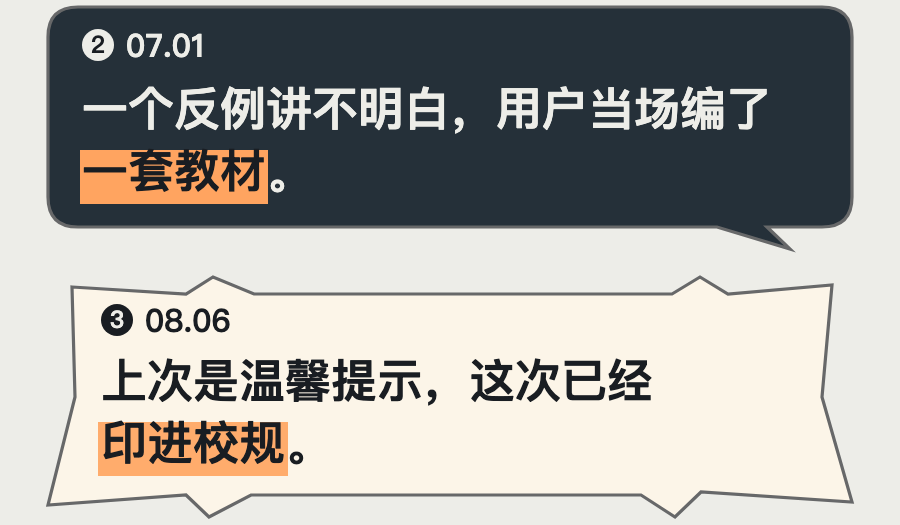 ❷ 07.01
一个反例讲不明白，用户当场编了
一套教材。
❸ 08.06
上次是温馨提示，这次已经
印进校规。